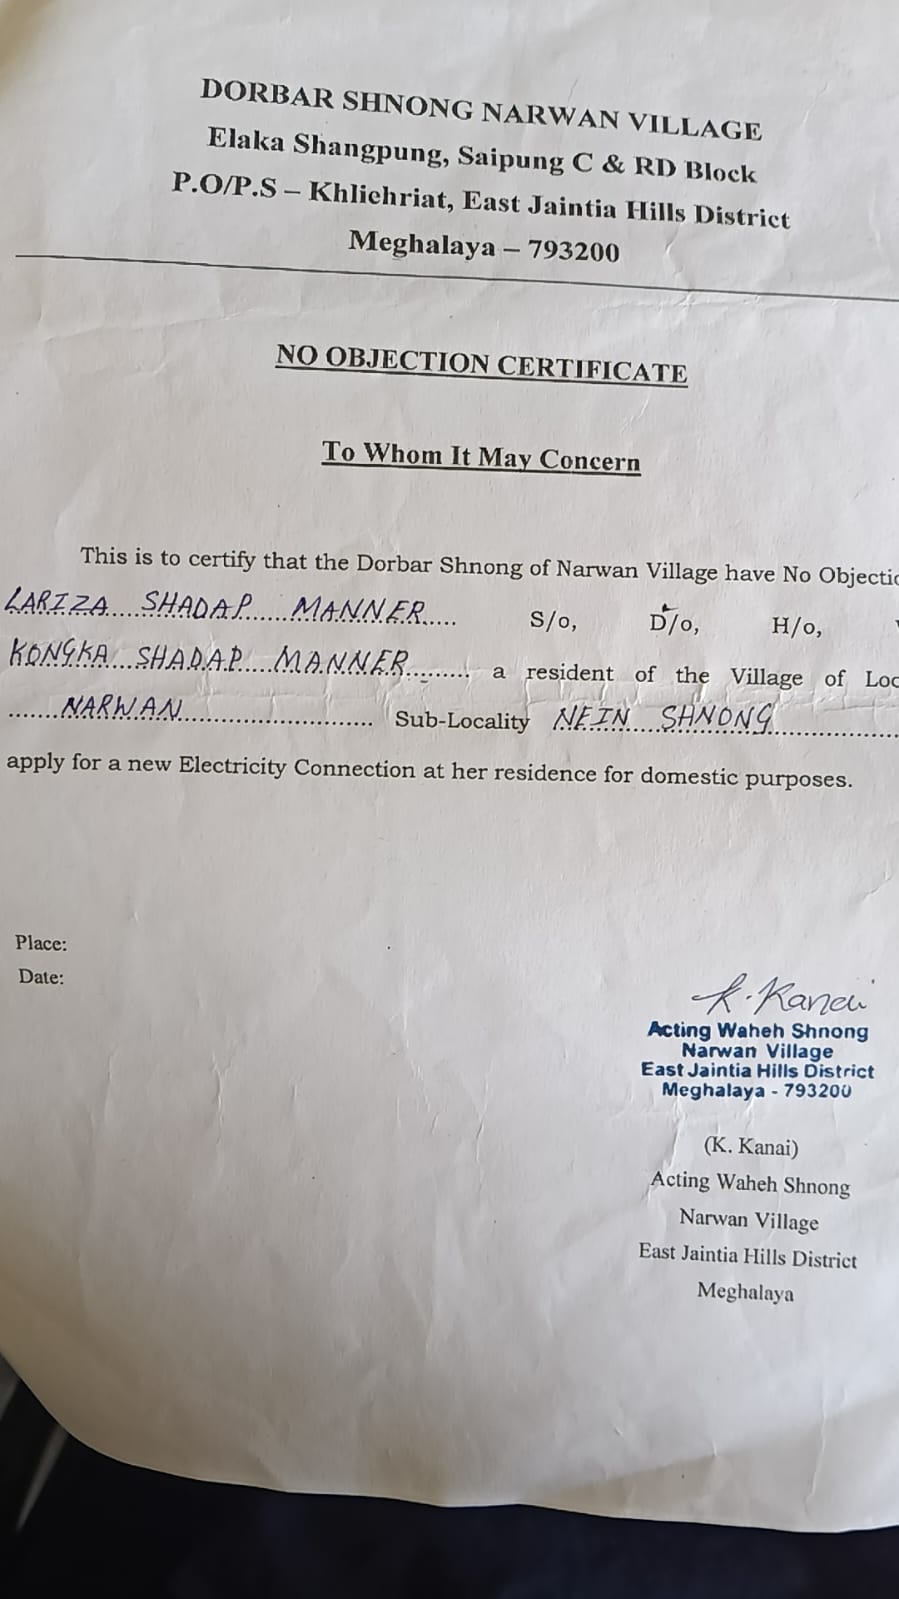 DORBAR SHNONG NARWAN VILLAGE
Elaka Shangpung, Saipung C & RD Block
P.O/P.S – Khliehriat, East Jaintia Hills District
Meghalaya – 793200
NO OBJECTION CERTIFICATE
To Whom It May Concern
This is to certify that the Dorbar Shnong of Narwan Village have No Objectio
LARIZA SHADAP MANNER S/o, D/o, H/o,
KONGKA SHADAP MANNER a resident of the Village of Loc
NARWAN Sub-Locality NEIN SHNONG
apply for a new Electricity Connection at her residence for domestic purposes.
Place:
Date:
K. Kanai
Acting Waheh Shnong
Narwan Village
East Jaintia Hills District
Meghalaya - 793200
(K. Kanai)
Acting Waheh Shnong
Narwan Village
East Jaintia Hills District
Meghalaya